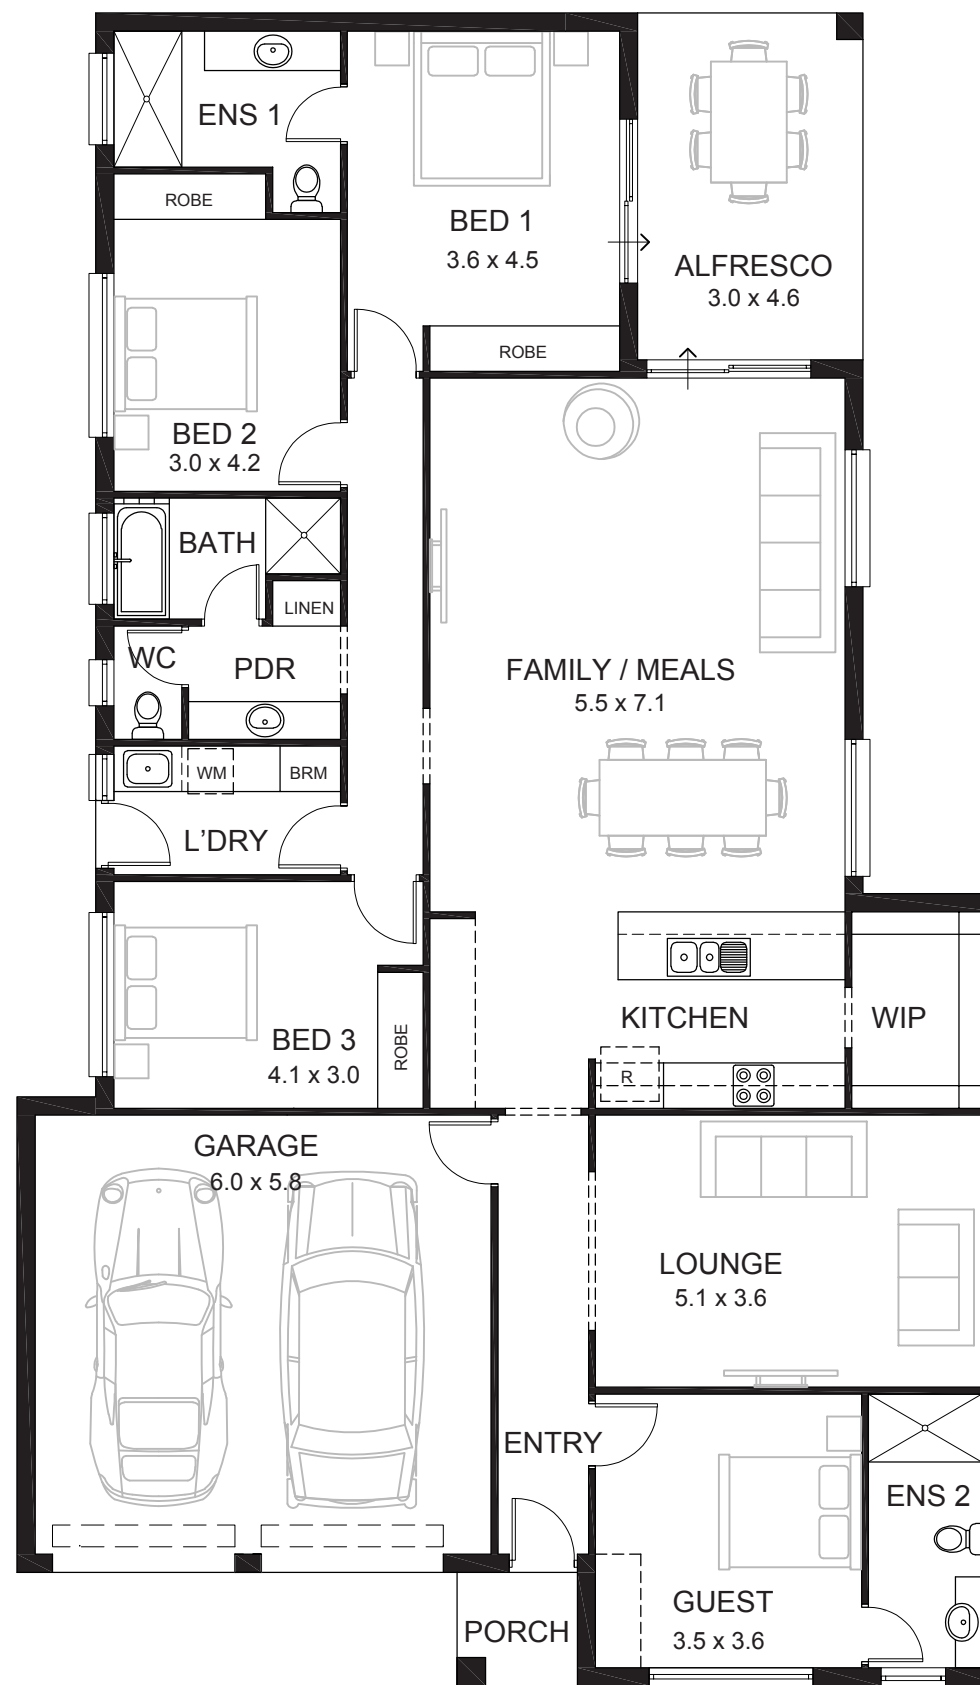 ENS 1
ROBE
BED 1
3.6 x 4.5
ALFRESCO
3.0 x 4.6
ROBE
BED 2
3.0 x 4.2
BATH
LINEN
WC
PDR
FAMILY / MEALS
5.5 x 7.1
WM
BRM
L’DRY
KITCHEN
WIP
BED 3
4.1 x 3.0
ROBE
R
GARAGE
6.0 x 5.8
LOUNGE
5.1 x 3.6
ENTRY
ENS 2
GUEST
3.5 x 3.6
PORCH